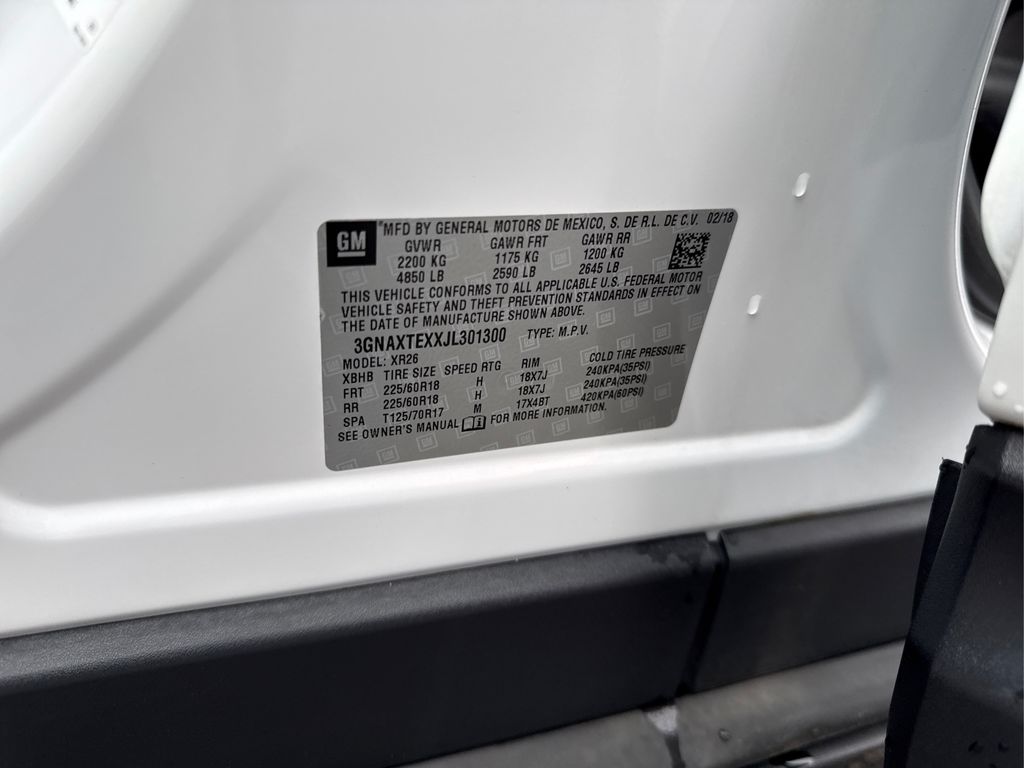 GM
"MFD BY GENERAL MOTORS DE MEXICO, S. DE R.L. DE C.V. 02/18
GVWR GAWR FRT GAWR RR
2200 KG 1175 KG 1200 KG
4850 LB 2590 LB 2645 LB
THIS VEHICLE CONFORMS TO ALL APPLICABLE U.S. FEDERAL MOTOR
VEHICLE SAFETY AND THEFT PREVENTION STANDARDS IN EFFECT ON
THE DATE OF MANUFACTURE SHOWN ABOVE.
3GNAXTEXXJL301300 TYPE: M.P.V.
MODEL: XR26
XBHB TIRE SIZE SPEED RTG RIM COLD TIRE PRESSURE
FRT 225/60R18 H 18X7J 240KPA(35PSI)
RR 225/60R18 H 18X7J 240KPA(35PSI)
SPA T125/70R17 M 17X4BT 420KPA(60PSI)
SEE OWNER'S MANUAL FOR MORE INFORMATION.